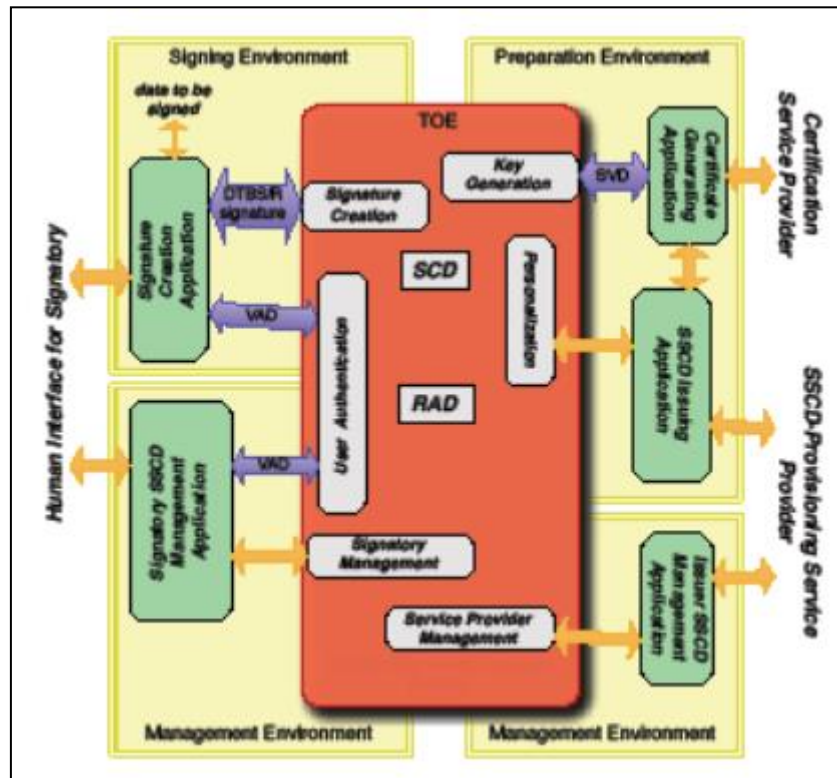 Signing Environment
Preparation Environment
data to be
signed
TOE
Key
Generation
SVD
Certificate
Generating
Application
Certification
Service Provider
DTBS/R
signature
Signature
Creation
Signature
Creation
Application
SCD
Personalization
VAD
User Authentication
SSCD Issuing
Application
Human Interface for Signatory
RAD
SSCD-Provisioning Service
Provider
Signatory SSCD
Management
Application
VAD
Signatory
Management
Service Provider
Management
Issuer SSCD
Management
Application
Management Environment
Management Environment